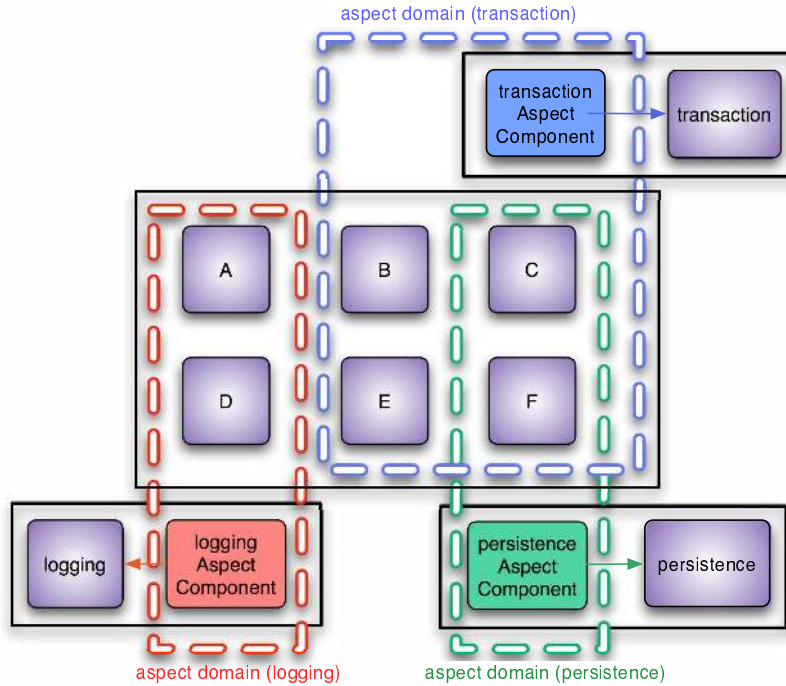 aspect domain (transaction)
transaction
Aspect
Component
transaction
A
B
C
D
E
F
logging
logging
Aspect
Component
persistence
Aspect
Component
persistence
aspect domain (logging)
aspect domain (persistence)